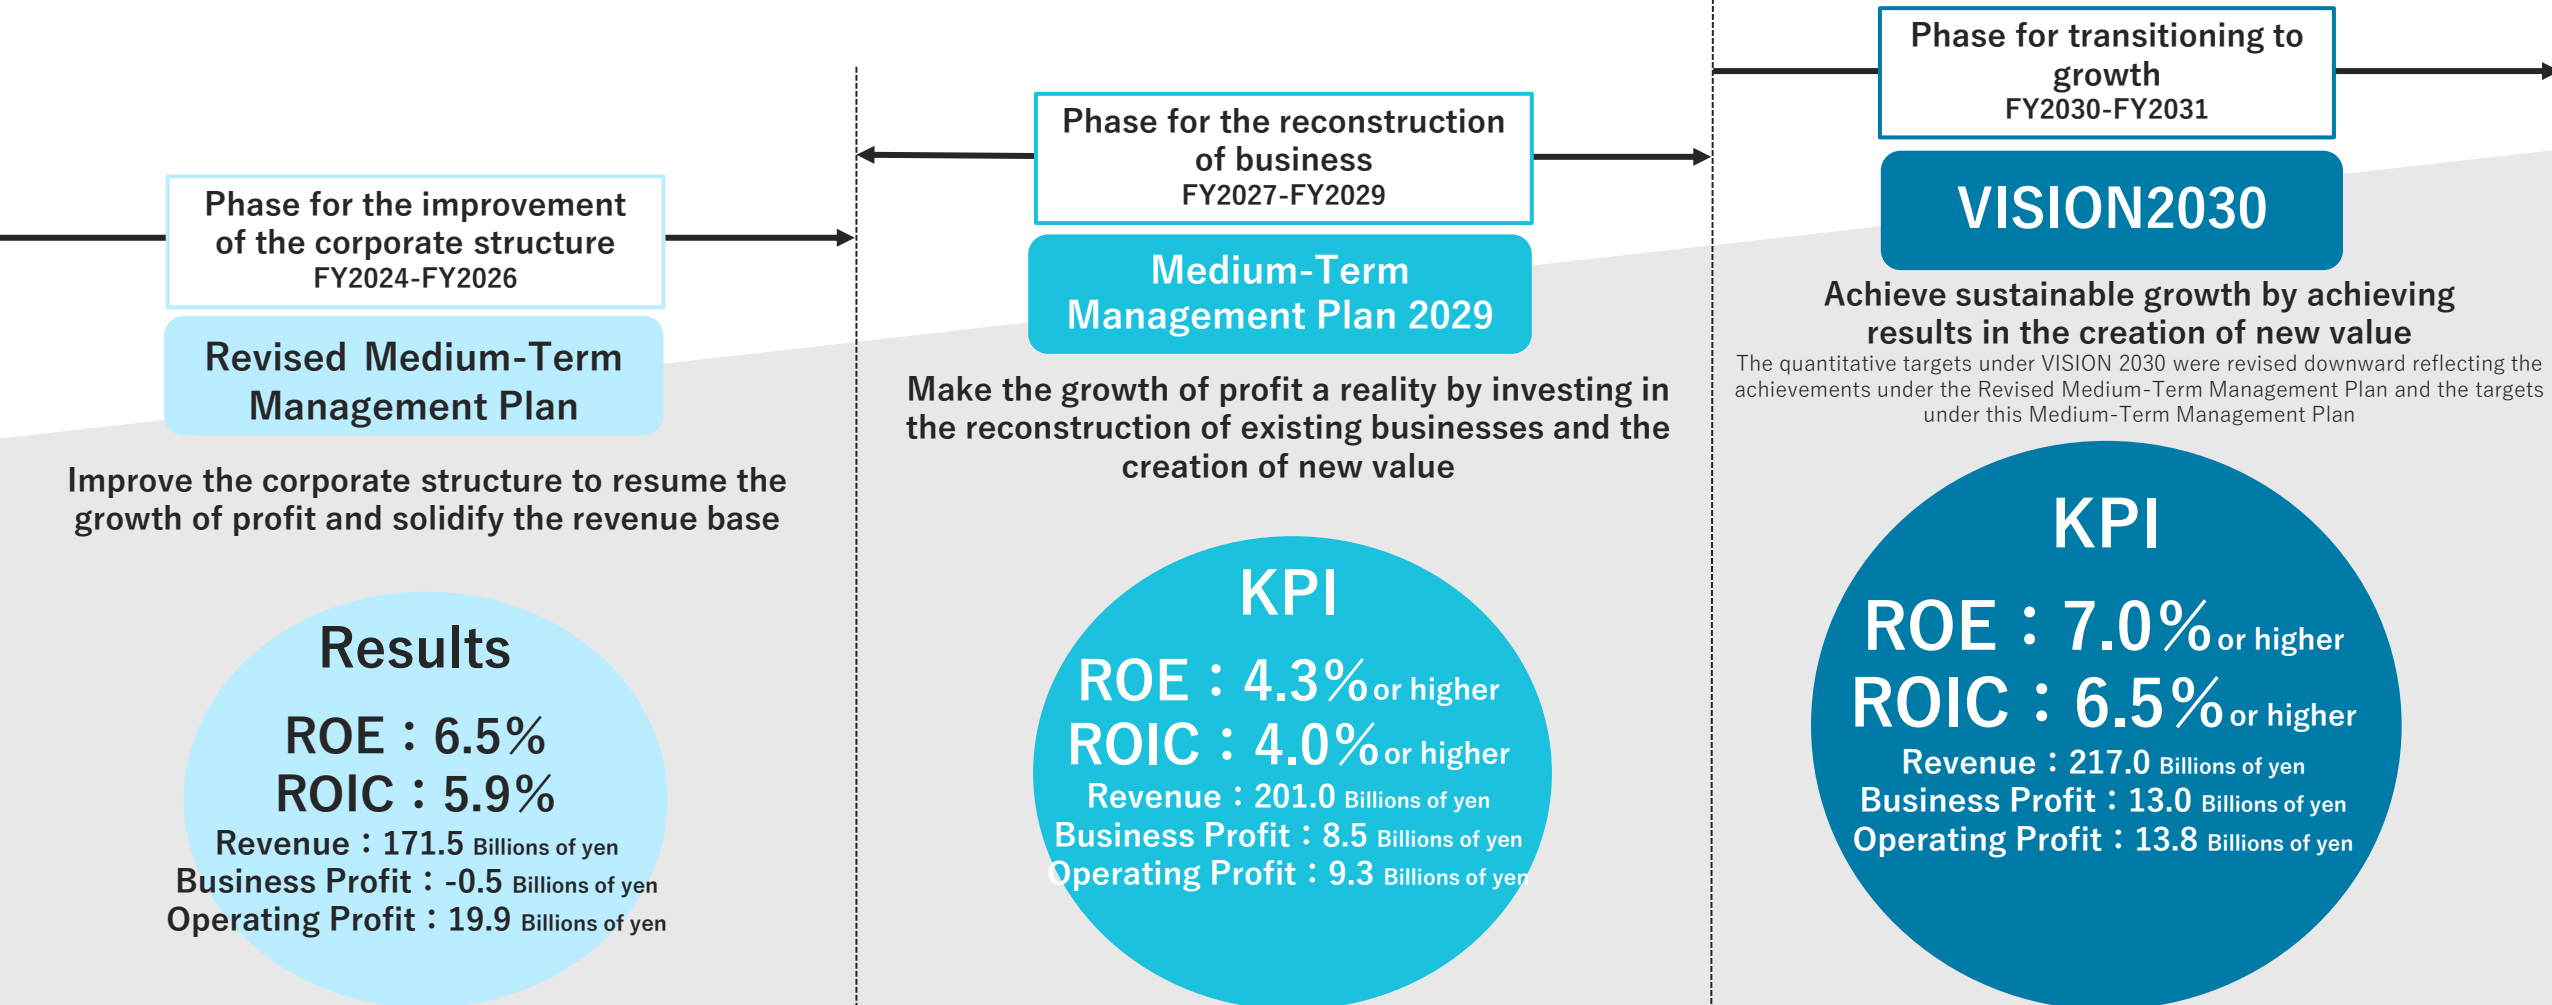 Phase for the improvement
of the corporate structure
FY2024-FY2026
Revised Medium-Term
Management Plan
Improve the corporate structure to resume the
growth of profit and solidify the revenue base
Results
ROE：6.5%
ROIC：5.9%
Revenue：171.5 Billions of yen
Business Profit：-0.5 Billions of yen
Operating Profit：19.9 Billions of yen
Phase for the reconstruction
of business
FY2027-FY2029
Medium-Term
Management Plan 2029
Make the growth of profit a reality by investing in
the reconstruction of existing businesses and the
creation of new value
KPI
ROE：4.3% or higher
ROIC：4.0% or higher
Revenue：201.0 Billions of yen
Business Profit：8.5 Billions of yen
Operating Profit：9.3 Billions of yen
Phase for transitioning to
growth
FY2030-FY2031
VISION2030
Achieve sustainable growth by achieving
results in the creation of new value
The quantitative targets under VISION 2030 were revised downward reflecting the
achievements under the Revised Medium-Term Management Plan and the targets
under this Medium-Term Management Plan
KPI
ROE：7.0% or higher
ROIC：6.5% or higher
Revenue：217.0 Billions of yen
Business Profit：13.0 Billions of yen
Operating Profit：13.8 Billions of yen